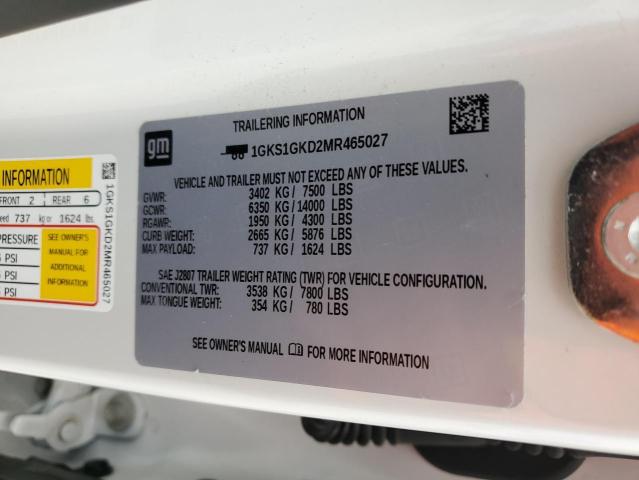 TRAILERING INFORMATION
gm
1GKS1GKD2MR465027
VEHICLE AND TRAILER MUST NOT EXCEED ANY OF THESE VALUES.
GVWR: 3402 KG/ 7500 LBS
GCWR: 6350 KG/14000 LBS
RGAWR: 1950 KG/ 4300 LBS
CURB WEIGHT: 2665 KG/ 5876 LBS
MAX PAYLOAD: 737 KG/ 1624 LBS
SAE J2807 TRAILER WEIGHT RATING (TWR) FOR VEHICLE CONFIGURATION.
CONVENTIONAL TWR: 3538 KG/ 7800 LBS
MAX TONGUE WEIGHT: 354 KG/ 780 LBS
SEE OWNER'S MANUAL FOR MORE INFORMATION
INFORMATION
FRONT 2 REAR 6
737 kg or 1624 lbs.
PRESSURE
SEE OWNER'S
MANUAL FOR
ADDITIONAL
INFORMATION
PSI
PSI
PSI
1GKS1GKD2MR465027